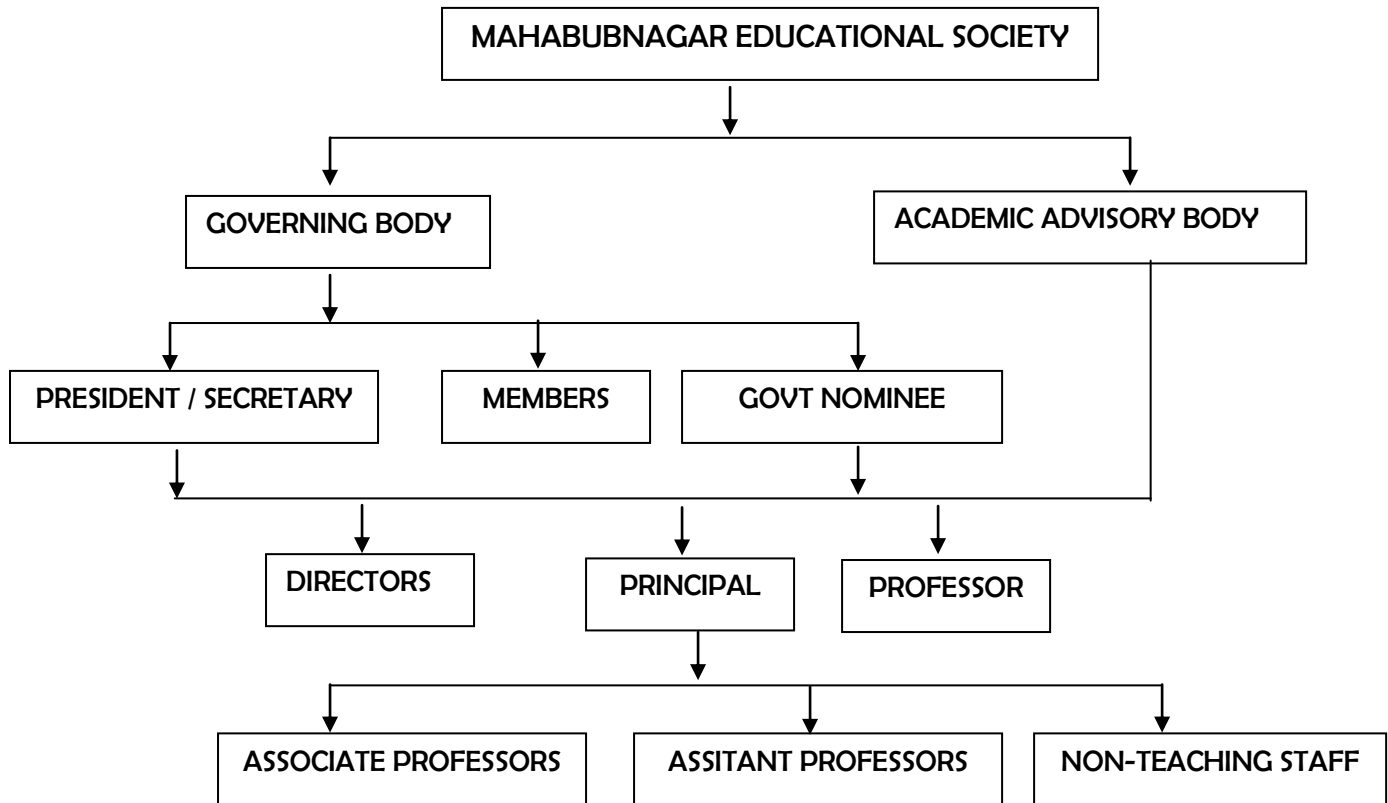 MAHABUBNAGAR EDUCATIONAL SOCIETY
GOVERNING BODY
ACADEMIC ADVISORY BODY
PRESIDENT / SECRETARY
MEMBERS
GOVT NOMINEE
DIRECTORS
PRINCIPAL
PROFESSOR
ASSOCIATE PROFESSORS
ASSITANT PROFESSORS
NON-TEACHING STAFF